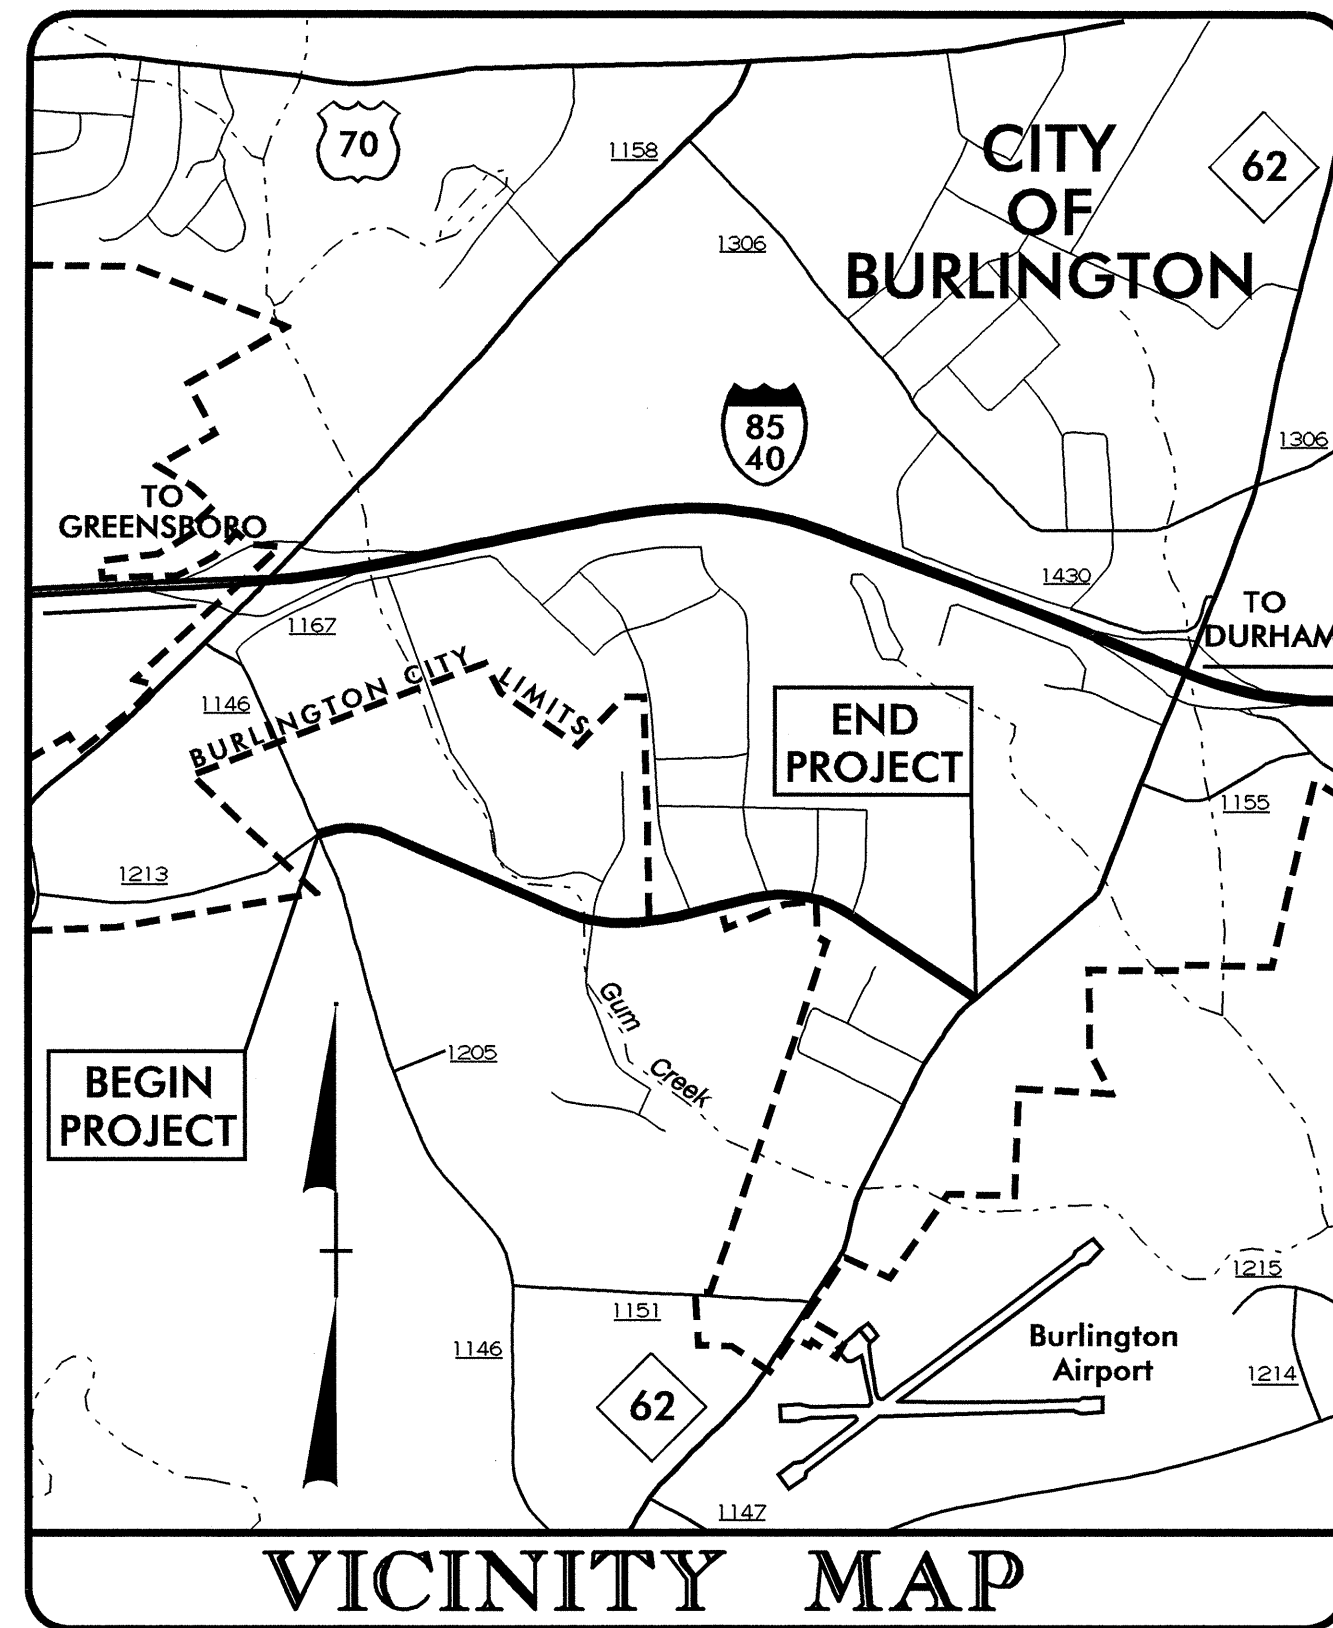 70
1158
CITY
OF
BURLINGTON
62
1306
85
40
1306
TO
GREENSBORO
1430
TO
DURHAM
1167
BURLINGTON CITY LIMITS
1146
END
PROJECT
1155
1213
Gum
Creek
1205
BEGIN
PROJECT
1215
1151
Burlington
Airport
1146
1214
62
1147
VICINITY MAP